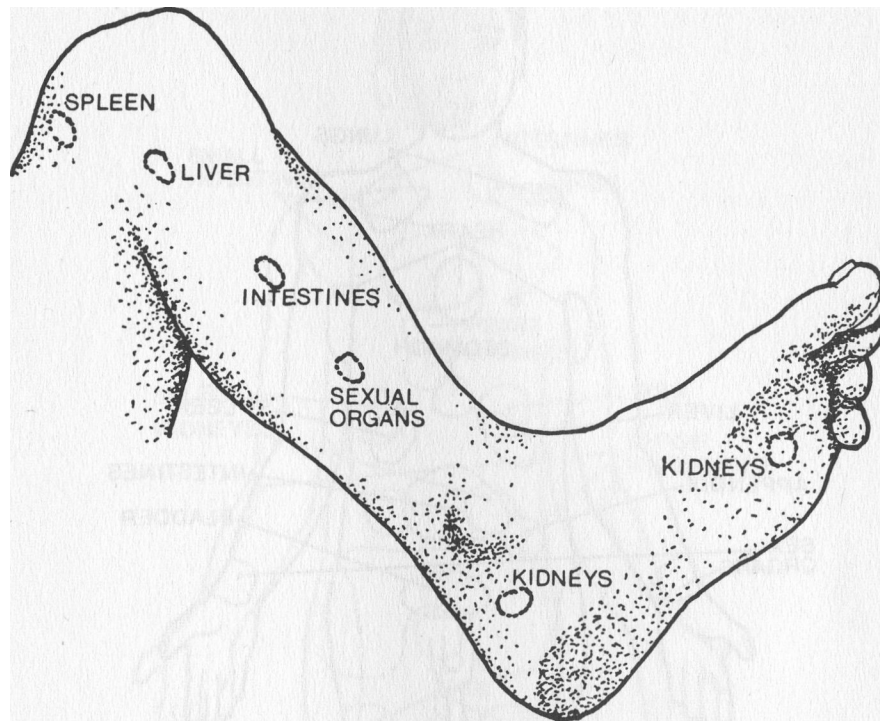 SPLEEN
LIVER
INTESTINES
SEXUAL
ORGANS
KIDNEYS
KIDNEYS